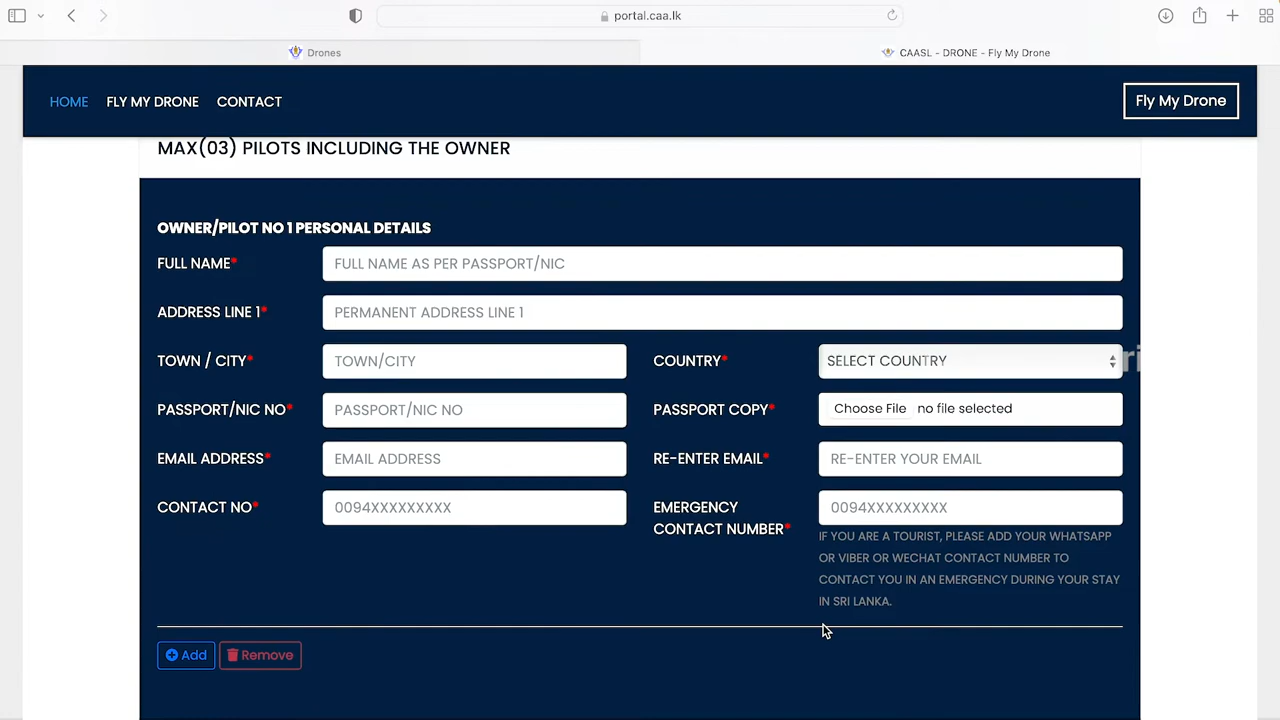 portal.caa.lk
Drones
CAASL - DRONE - Fly My Drone
HOME FLY MY DRONE CONTACT
Fly My Drone
MAX(03) PILOTS INCLUDING THE OWNER
OWNER/PILOT NO 1 PERSONAL DETAILS
FULL NAME* FULL NAME AS PER PASSPORT/NIC
ADDRESS LINE 1* PERMANENT ADDRESS LINE 1
TOWN / CITY* TOWN/CITY COUNTRY* SELECT COUNTRY
PASSPORT/NIC NO* PASSPORT/NIC NO PASSPORT COPY* Choose File no file selected
EMAIL ADDRESS* EMAIL ADDRESS RE-ENTER EMAIL* RE-ENTER YOUR EMAIL
CONTACT NO* 0094XXXXXXXXX EMERGENCY 0094XXXXXXXXX
CONTACT NUMBER*
IF YOU ARE A TOURIST, PLEASE ADD YOUR WHATSAPP
OR VIBER OR WECHAT CONTACT NUMBER TO
CONTACT YOU IN AN EMERGENCY DURING YOUR STAY
IN SRI LANKA.
Add Remove